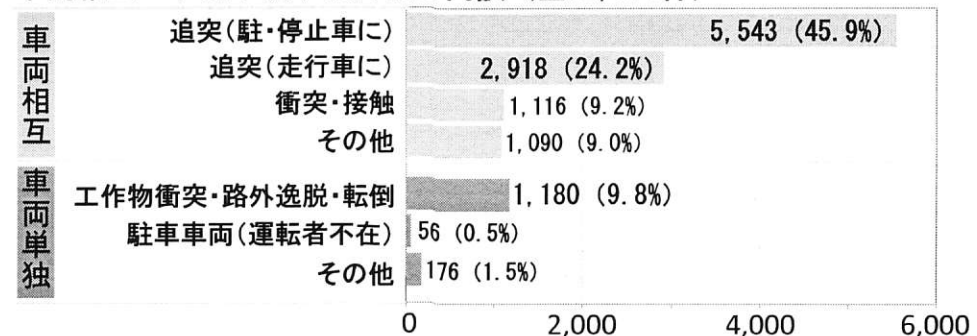 車両相互
追突(駐・停止車に) 5,543 (45.9%)
追突(走行車に) 2,918 (24.2%)
衝突・接触 1,116 (9.2%)
その他 1,090 (9.0%)
車両単独
工作物衝突・路外逸脱・転倒 1,180 (9.8%)
駐車車両(運転者不在) 56 (0.5%)
その他 176 (1.5%)
0 2,000 4,000 6,000